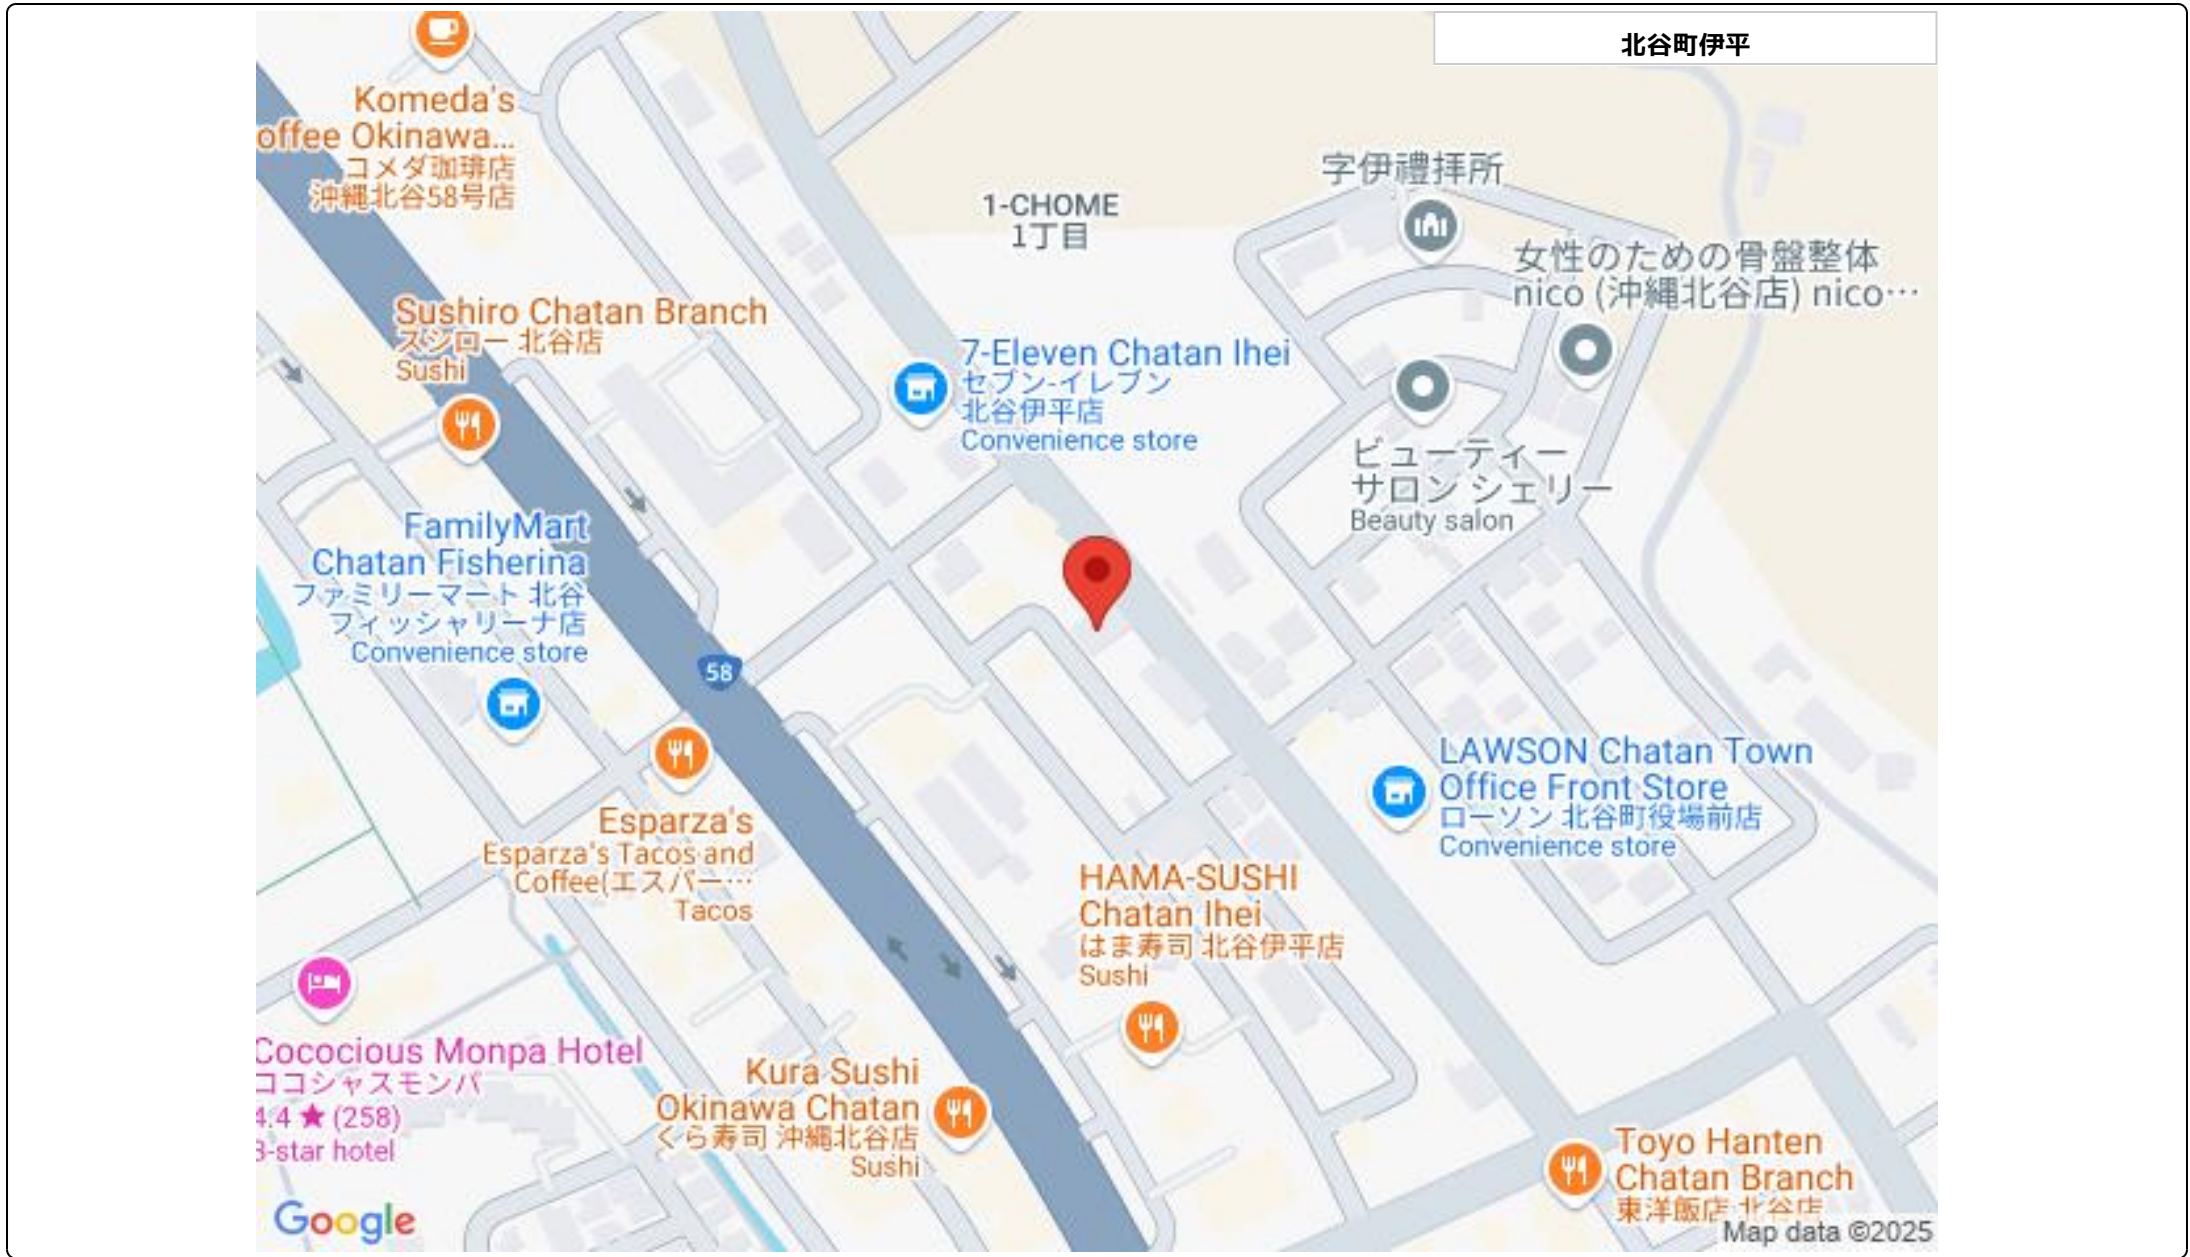 北谷町伊平
Komeda's
offee Okinawa...
コメダ珈琲店
沖縄北谷58号店
字伊禮拝所
1-CHOME
1丁目
女性のための骨盤整体
nico (沖縄北谷店) nico…
Sushiro Chatan Branch
スシロー 北谷店
Sushi
7-Eleven Chatan Ihei
セブン-イレブン
北谷伊平店
Convenience store
ビューティー
サロン シェリー
Beauty salon
FamilyMart
Chatan Fisherina
ファミリーマート 北谷
フィッシャリーナ店
Convenience store
58
LAWSON Chatan Town
Office Front Store
ローソン 北谷町役場前店
Convenience store
Esparza's
Esparza's Tacos and
Coffee(エスパー…
Tacos
HAMA-SUSHI
Chatan Ihei
はま寿司 北谷伊平店
Sushi
Cococious Monpa Hotel
ココシャスモンパ
4.4 ★ (258)
3-star hotel
Kura Sushi
Okinawa Chatan
くら寿司 沖縄北谷店
Sushi
Toyo Hanten
Chatan Branch
東洋飯店 北谷店
Google
Map data ©2025